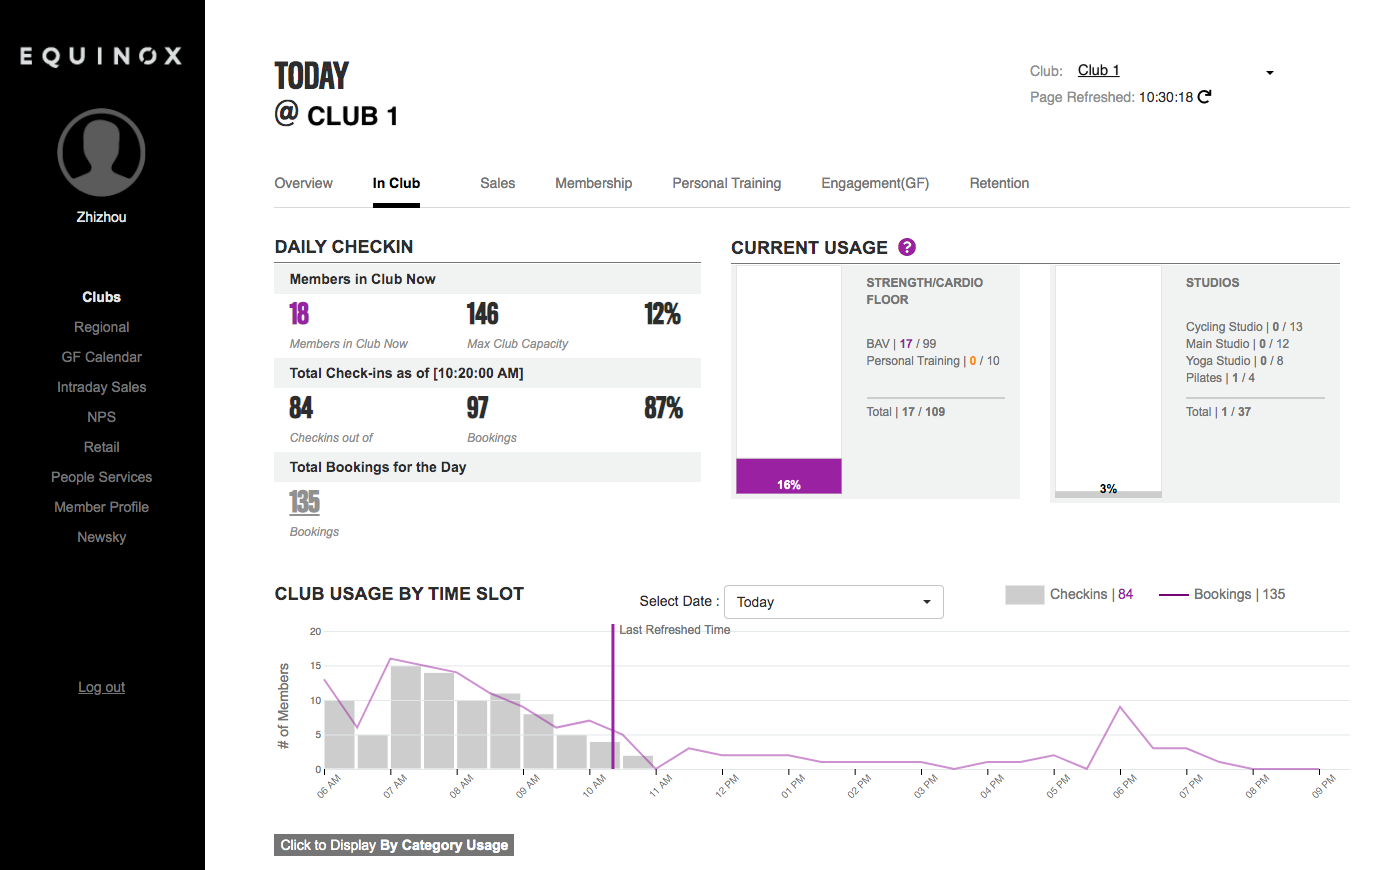 EQUINOX
Zhizhou
Clubs
Regional
GF Calendar
Intraday Sales
NPS
Retail
People Services
Member Profile
Newsky
Log out
TODAY
@ CLUB 1
Club: Club 1
Page Refreshed: 10:30:18
Overview In Club Sales Membership Personal Training Engagement(GF) Retention
DAILY CHECKIN
Members in Club Now
18 146 12%
Members in Club Now Max Club Capacity
Total Check-ins as of [10:20:00 AM]
84 97 87%
Checkins out of Bookings
Total Bookings for the Day
135
Bookings
CURRENT USAGE ?
16%
STRENGTH/CARDIO
FLOOR
BAV | 17 / 99
Personal Training | 0 / 10
Total | 17 / 109
3%
STUDIOS
Cycling Studio | 0 / 13
Main Studio | 0 / 12
Yoga Studio | 0 / 8
Pilates | 1 / 4
Total | 1 / 37
CLUB USAGE BY TIME SLOT
Select Date : Today
Checkins | 84 Bookings | 135
Last Refreshed Time
# of Members
20
15
10
5
0
06 AM 07 AM 08 AM 09 AM 10 AM 11 AM 12 PM 01 PM 02 PM 03 PM 04 PM 05 PM 06 PM 07 PM 08 PM 09 PM
Click to Display By Category Usage